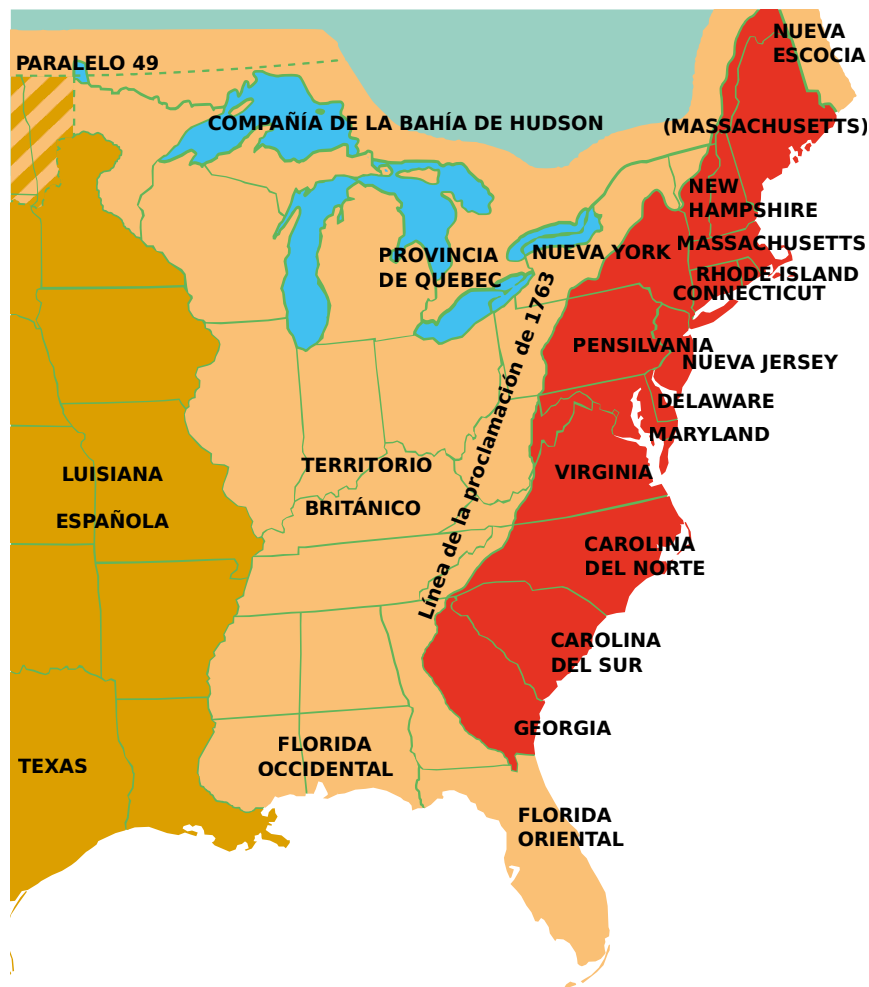 NUEVA
ESCOCIA
PARALELO 49
COMPAÑÍA DE LA BAHÍA DE HUDSON
(MASSACHUSETTS)
NEW
HAMPSHIRE
MASSACHUSETTS
PROVINCIA
DE QUEBEC
NUEVA YORK
RHODE ISLAND
CONNECTICUT
Línea de la proclamación de 1763
PENSILVANIA
NUEVA JERSEY
DELAWARE
MARYLAND
TERRITORIO
BRITÁNICO
VIRGINIA
LUISIANA
ESPAÑOLA
CAROLINA
DEL NORTE
CAROLINA
DEL SUR
GEORGIA
FLORIDA
OCCIDENTAL
TEXAS
FLORIDA
ORIENTAL